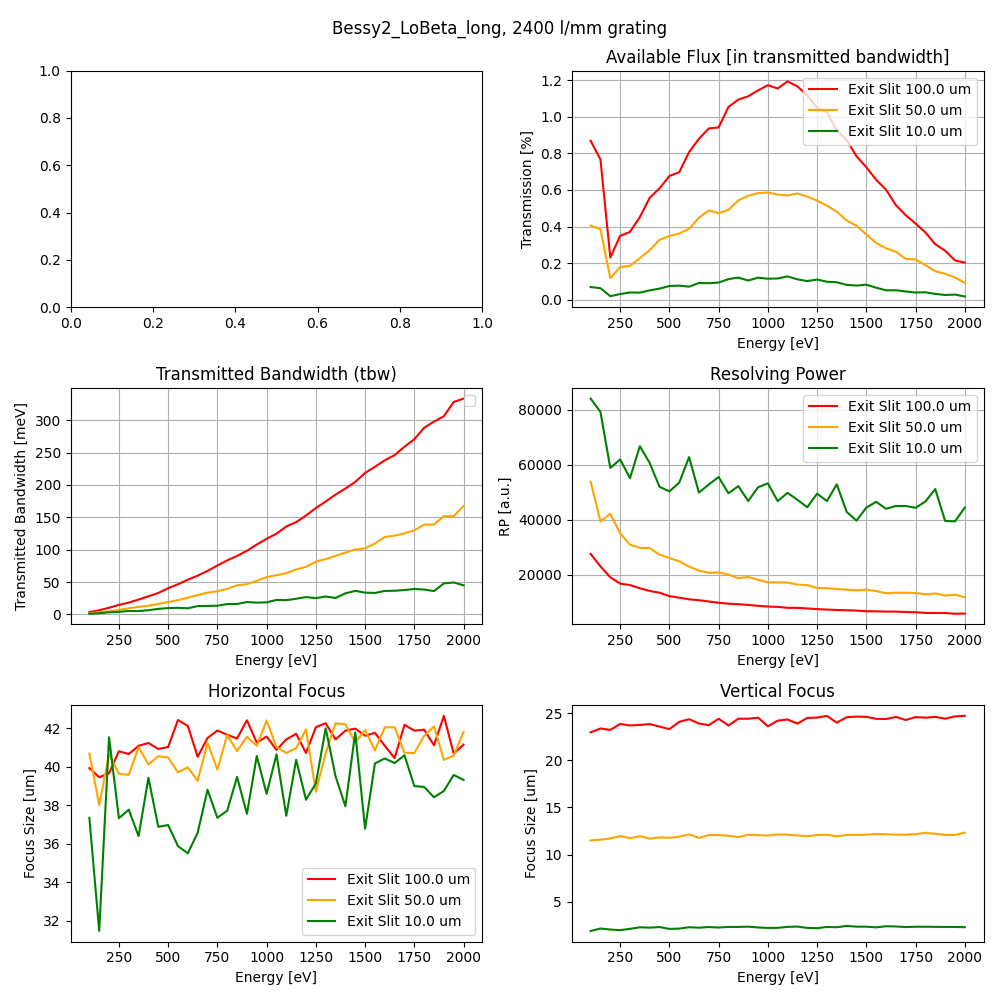 Bessy2_LoBeta_long, 2400 l/mm grating
1.0
0.8
0.6
0.4
0.2
0.0
0.0 0.2 0.4 0.6 0.8 1.0
Available Flux [in transmitted bandwidth]
Transmission [%]
1.2
1.0
0.8
0.6
0.4
0.2
0.0
Exit Slit 100.0 um
Exit Slit 50.0 um
Exit Slit 10.0 um
250 500 750 1000 1250 1500 1750 2000
Energy [eV]
Transmitted Bandwidth (tbw)
Transmitted Bandwidth [meV]
300
250
200
150
100
50
0
250 500 750 1000 1250 1500 1750 2000
Energy [eV]
Resolving Power
RP [a.u.]
80000
60000
40000
20000
Exit Slit 100.0 um
Exit Slit 50.0 um
Exit Slit 10.0 um
250 500 750 1000 1250 1500 1750 2000
Energy [eV]
Horizontal Focus
Focus Size [um]
42
40
38
36
34
32
Exit Slit 100.0 um
Exit Slit 50.0 um
Exit Slit 10.0 um
250 500 750 1000 1250 1500 1750 2000
Energy [eV]
Vertical Focus
Focus Size [um]
25
20
15
10
5
250 500 750 1000 1250 1500 1750 2000
Energy [eV]